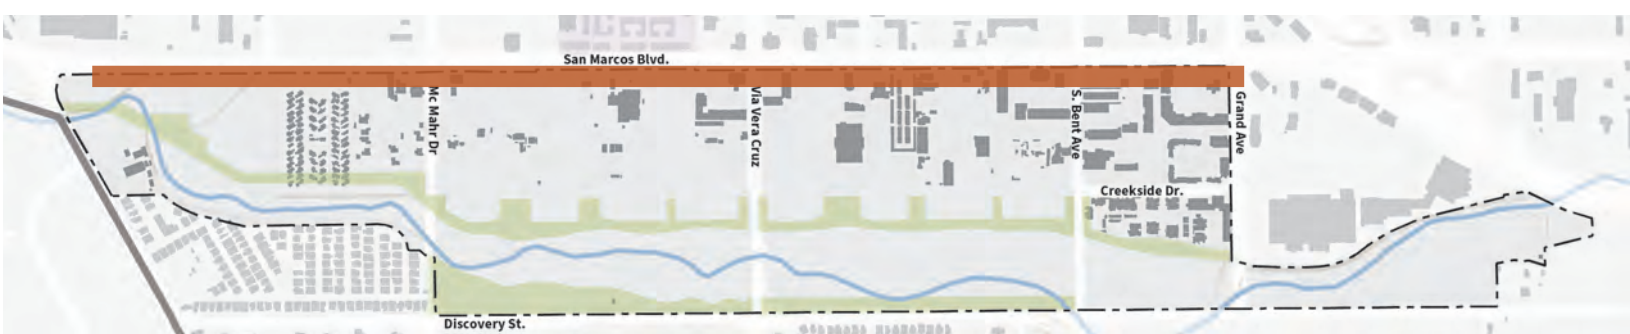 San Marcos Blvd.
Mc Mahr Dr
Via Vera Cruz
S. Bent Ave
Grand Ave
Creekside Dr.
Discovery St.